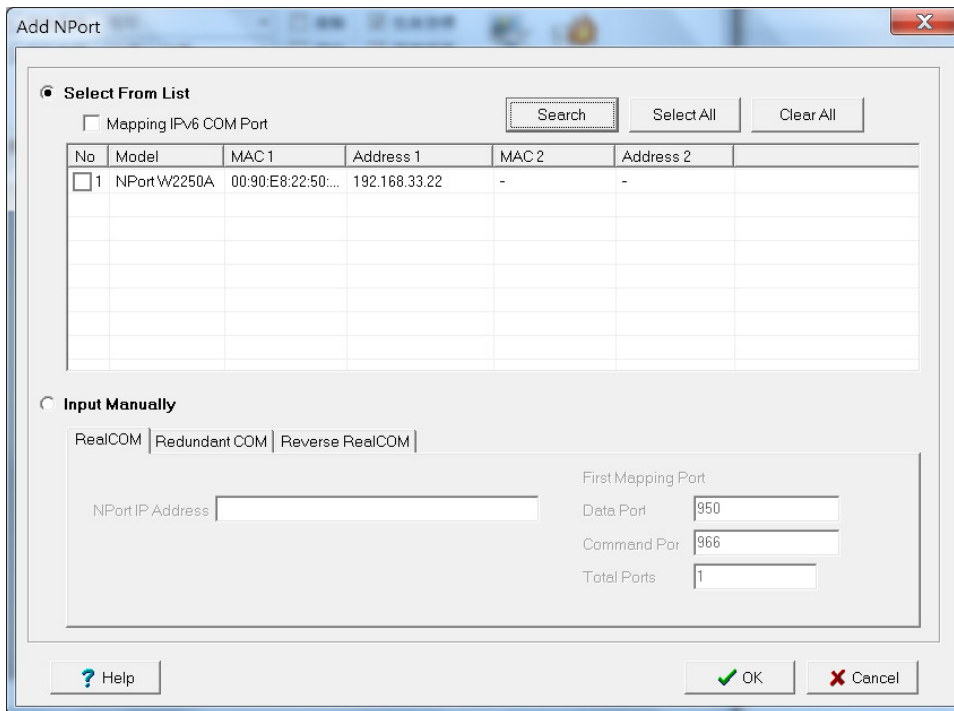 Add NPort
Select From List
Mapping IPv6 COM Port
Search
Select All
Clear All
No Model MAC 1 Address 1 MAC 2 Address 2
1 NPort W2250A 00:90:E8:22:50:... 192.168.33.22 - -
Input Manually
RealCOM Redundant COM Reverse RealCOM
First Mapping Port
NPort IP Address
Data Port 950
Command Por 966
Total Ports 1
? Help
OK
Cancel